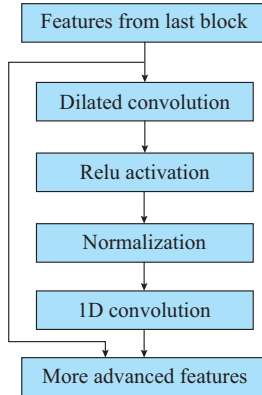 Features from last block
Dilated convolution
Relu activation
Normalization
1D convolution
More advanced features